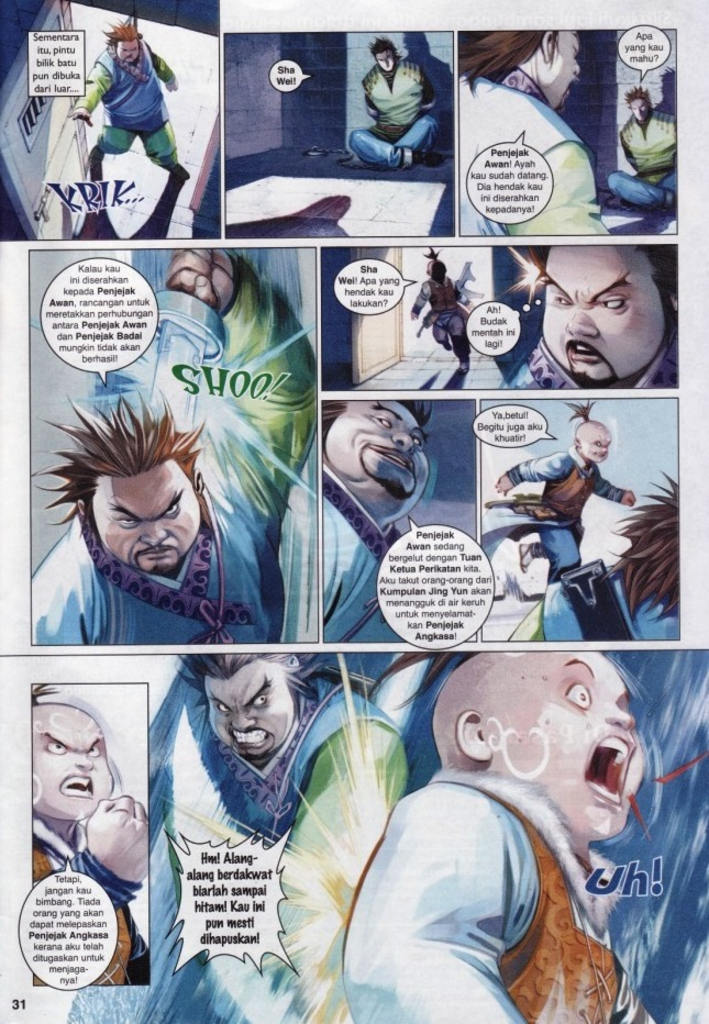 Sementara
itu, pintu
bilik batu
pun dibuka
dari luar....
KRIK...
Sha
Wei!
Apa
yang kau
mahu?
Penjejak
Awan! Ayah
kau sudah datang.
Dia hendak kau
ini diserahkan
kepadanya!
Kalau kau
ini diserahkan
kepada Penjejak
Awan, rancangan untuk
meretakkan perhubungan
antara Penjejak Awan
dan Penjejak Badai
mungkin tidak akan
berhasil!
SHOO!
Sha
Wei! Apa yang
hendak kau
lakukan?
Ah!
Budak
mentah ini
lagi!
Penjejak
Awan sedang
bergelut dengan Tuan
Ketua Perikatan kita.
Aku takut orang-orang dari
Kumpulan Jing Yun akan
menangguk di air keruh
untuk menyelamat-
kan Penjejak
Angkasa!
Ya,betul!
Begitu juga aku
khuatir!
Tetapi,
jangan kau
bimbang. Tiada
orang yang akan
dapat melepaskan
Penjejak Angkasa
kerana aku telah
ditugaskan untuk
menjaga-
nya!
Hm! Alang-
alang berdakwat
biarlah sampai
hitam! Kau ini
pun mesti
dihapuskan!
Uh!
31